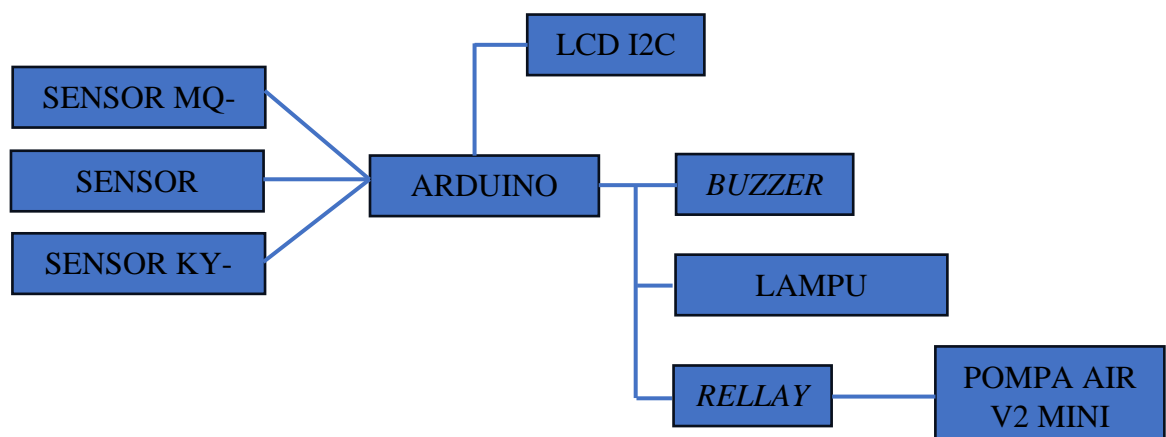 LCD I2C
SENSOR MQ-
SENSOR
SENSOR KY-
ARDUINO
BUZZER
LAMPU
RELLAY
POMPA AIR
V2 MINI